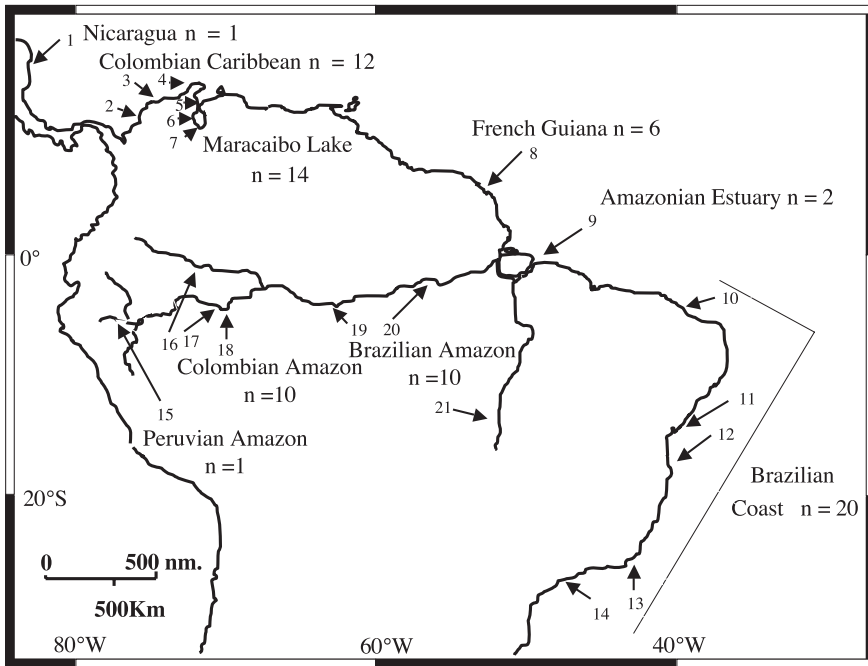 1 Nicaragua n = 1
Colombian Caribbean n = 12
3 4
2
5
6
7
Maracaibo Lake
n = 14
French Guiana n = 6
8
Amazonian Estuary n = 2
9
0°
10
16 17
18
19
20
Colombian Amazon
n =10
Brazilian Amazon
n =10
15
21
11
12
Peruvian Amazon
n =1
Brazilian
Coast n = 20
20°S
0 500 nm.
500Km
14
13
80°W 60°W 40°W